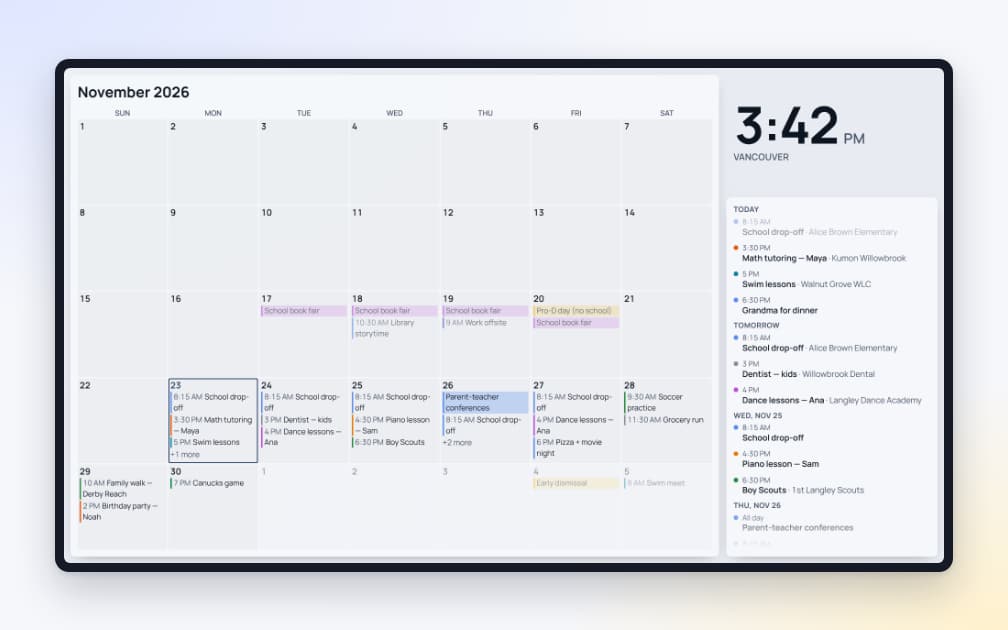 November 2026
SUN MON TUE WED THU FRI SAT
1 2 3 4 5 6 7
8 9 10 11 12 13 14
15 16 17 18 19 20 21
School book fair
School book fair
10:30 AM Library
storytime
School book fair
9 AM Work offsite
Pro-D day (no school)
School book fair
22
23
8:15 AM School drop-
off
3:30 PM Math tutoring
— Maya
5 PM Swim lessons
+1 more
24
8:15 AM School drop-
off
3 PM Dentist — kids
4 PM Dance lessons —
Ana
25
8:15 AM School drop-
off
4:30 PM Piano lesson
— Sam
6:30 PM Boy Scouts
26
Parent-teacher
conferences
8:15 AM School drop-
off
+2 more
27
8:15 AM School drop-
off
4 PM Dance lessons —
Ana
6 PM Pizza + movie
night
28
9:30 AM Soccer
practice
11:30 AM Grocery run
29
10 AM Family walk —
Derby Reach
2 PM Birthday party —
Noah
30
7 PM Canucks game
1
2
3
4
Early dismissal
5
9 AM Swim meet
3:42 PM
VANCOUVER
TODAY
8:15 AM
School drop-off · Alice Brown Elementary
3:30 PM
Math tutoring — Maya · Kumon Willowbrook
5 PM
Swim lessons · Walnut Grove WLC
6:30 PM
Grandma for dinner
TOMORROW
8:15 AM
School drop-off · Alice Brown Elementary
3 PM
Dentist — kids · Willowbrook Dental
4 PM
Dance lessons — Ana · Langley Dance Academy
WED, NOV 25
8:15 AM
School drop-off
4:30 PM
Piano lesson — Sam
6:30 PM
Boy Scouts · 1st Langley Scouts
THU, NOV 26
All day
Parent-teacher conferences